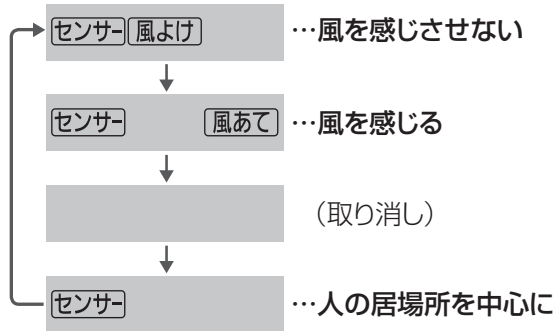 センサー 風よけ …風を感じさせない
センサー 風あて …風を感じる
（取り消し）
センサー …人の居場所を中心に